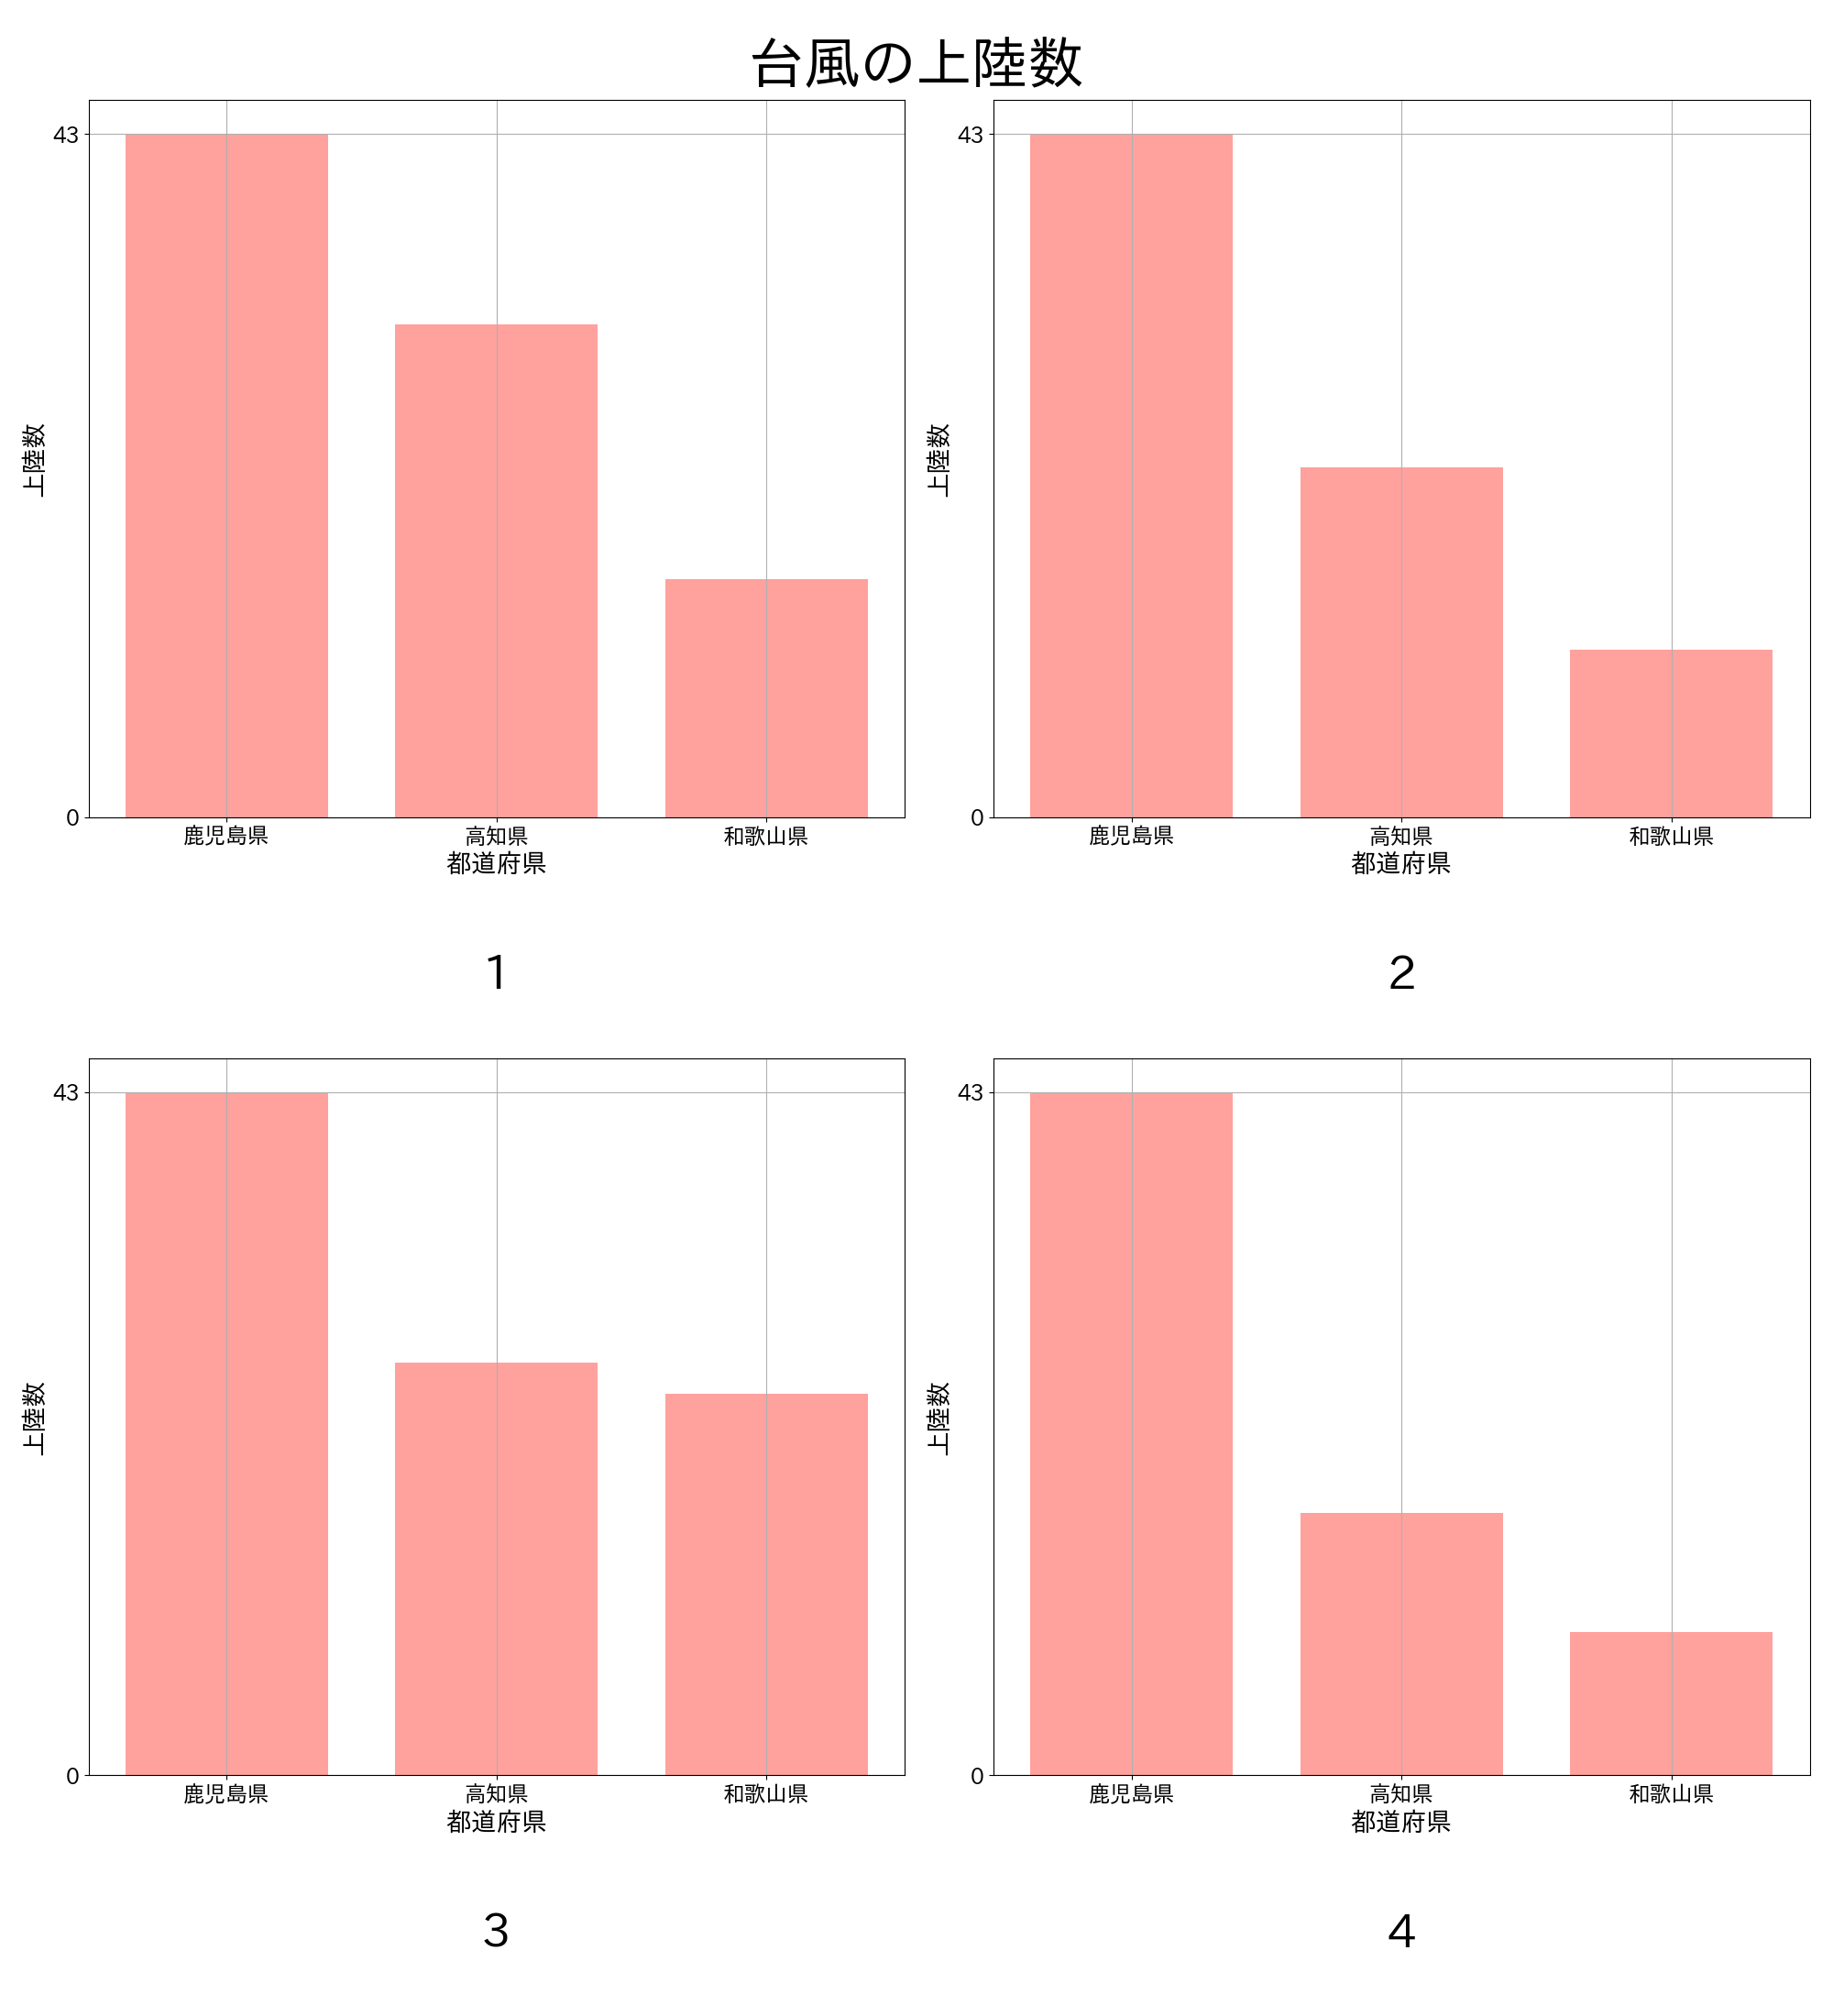 台風の上陸数
43
0
上陸数
鹿児島県 高知県 和歌山県
都道府県
1
43
0
上陸数
鹿児島県 高知県 和歌山県
都道府県
2
43
0
上陸数
鹿児島県 高知県 和歌山県
都道府県
3
43
0
上陸数
鹿児島県 高知県 和歌山県
都道府県
4